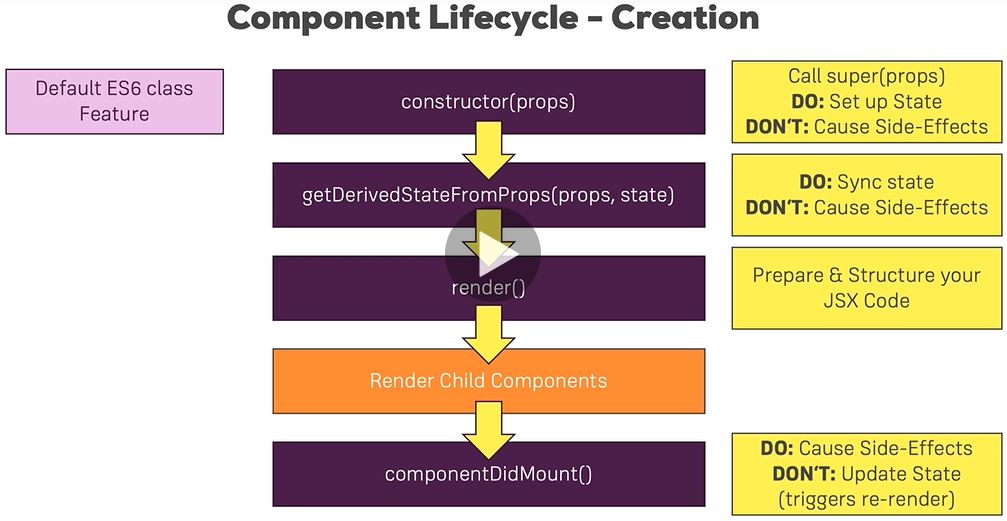 Component Lifecycle – Creation
Default ES6 class
Feature
constructor(props)
Call super(props)
DO: Set up State
DON'T: Cause Side-Effects
getDerivedStateFromProps(props, state)
DO: Sync state
DON'T: Cause Side-Effects
render()
Prepare & Structure your
JSX Code
Render Child Components
componentDidMount()
DO: Cause Side-Effects
DON'T: Update State
(triggers re-render)